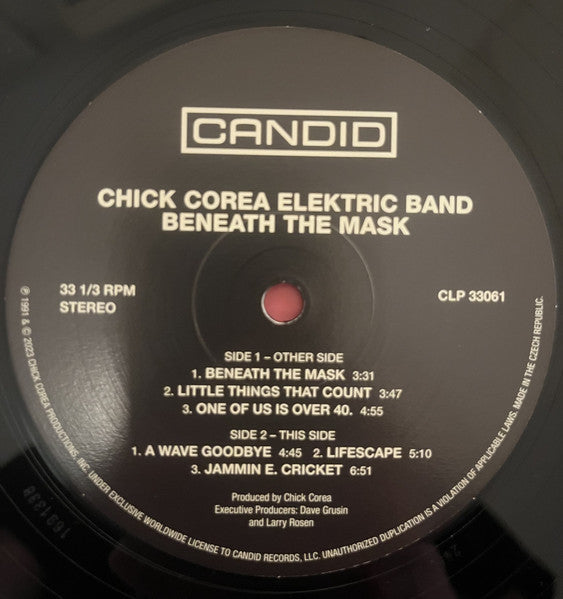 CANDID
CHICK COREA ELEKTRIC BAND
BENEATH THE MASK
33 1/3 RPM
STEREO
CLP 33061
SIDE 1 – OTHER SIDE
1. BENEATH THE MASK 3:31
2. LITTLE THINGS THAT COUNT 3:47
3. ONE OF US IS OVER 40. 4:55
SIDE 2 – THIS SIDE
1. A WAVE GOODBYE 4:45 2. LIFESCAPE 5:10
3. JAMMIN E. CRICKET 6:51
Produced by Chick Corea
Executive Producers: Dave Grusin
and Larry Rosen
℗ 1991 & © 2023 CHICK COREA PRODUCTIONS, INC. UNDER EXCLUSIVE WORLDWIDE LICENSE TO CANDID RECORDS, LLC. UNAUTHORIZED DUPLICATION IS A VIOLATION OF APPLICABLE LAWS. MADE IN THE CZECH REPUBLIC.